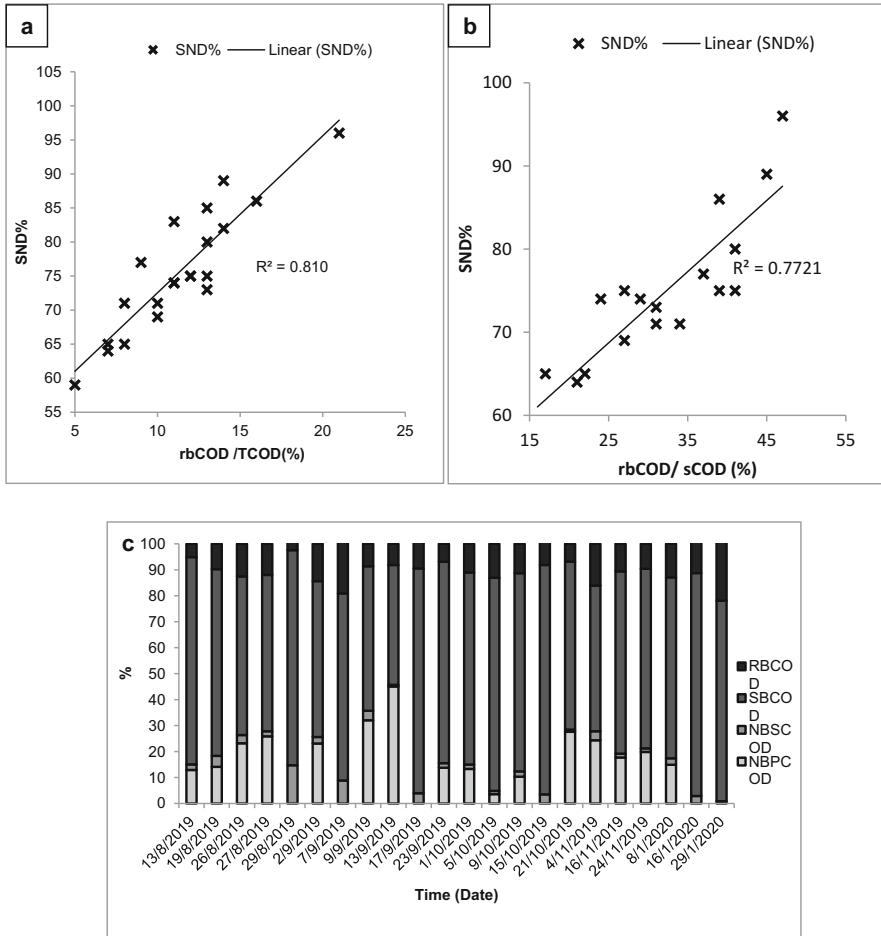 a
SND% Linear (SND%)
105
100
95
90
85
80
75
70
65
60
55
SND%
R² = 0.810
5 10 15 20 25
rbCOD /TCOD(%)
b
SND% Linear (SND%)
100
90
80
70
60
SND%
R² = 0.7721
15 25 35 45 55
rbCOD/ sCOD (%)
c
100
90
80
70
60
50
40
30
20
10
0
%
RBCO
D
SBCO
D
NBSC
OD
NBPC
OD
13/8/2019
19/8/2019
26/8/2019
27/8/2019
29/8/2019
2/9/2019
7/9/2019
9/9/2019
13/9/2019
17/9/2019
23/9/2019
1/10/2019
5/10/2019
9/10/2019
15/10/2019
21/10/2019
4/11/2019
16/11/2019
24/11/2019
8/1/2020
16/1/2020
29/1/2020
Time (Date)